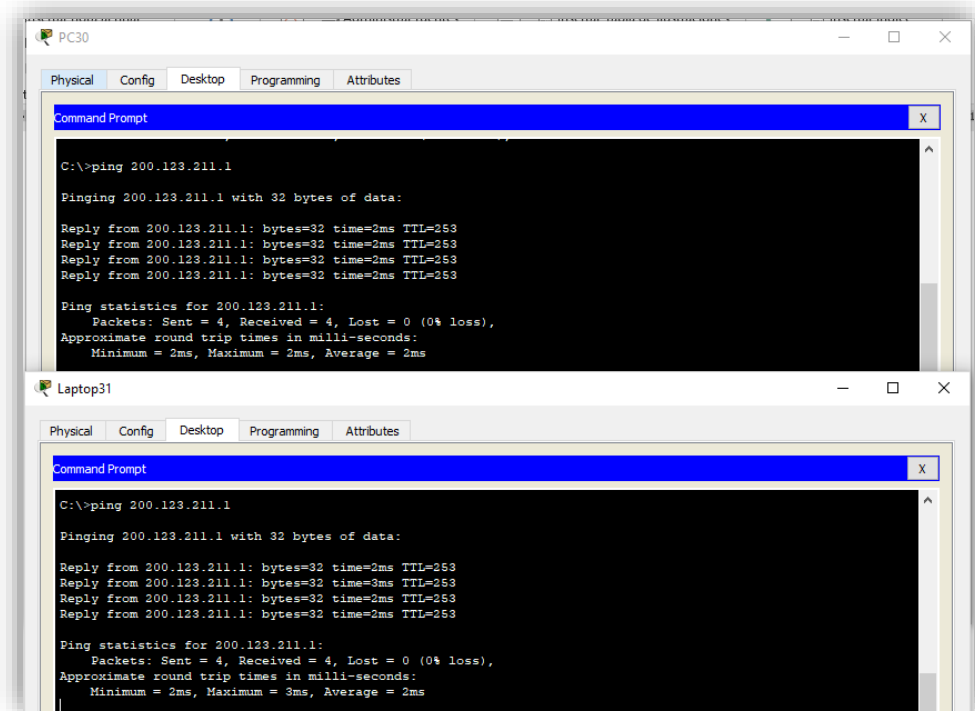 PC30
Physical Config Desktop Programming Attributes
Command Prompt
X
C:\>ping 200.123.211.1
Pinging 200.123.211.1 with 32 bytes of data:
Reply from 200.123.211.1: bytes=32 time=2ms TTL=253
Reply from 200.123.211.1: bytes=32 time=2ms TTL=253
Reply from 200.123.211.1: bytes=32 time=2ms TTL=253
Reply from 200.123.211.1: bytes=32 time=2ms TTL=253
Ping statistics for 200.123.211.1:
Packets: Sent = 4, Received = 4, Lost = 0 (0% loss),
Approximate round trip times in milli-seconds:
Minimum = 2ms, Maximum = 2ms, Average = 2ms
Laptop31
Physical Config Desktop Programming Attributes
Command Prompt
X
C:\>ping 200.123.211.1
Pinging 200.123.211.1 with 32 bytes of data:
Reply from 200.123.211.1: bytes=32 time=2ms TTL=253
Reply from 200.123.211.1: bytes=32 time=3ms TTL=253
Reply from 200.123.211.1: bytes=32 time=2ms TTL=253
Reply from 200.123.211.1: bytes=32 time=2ms TTL=253
Ping statistics for 200.123.211.1:
Packets: Sent = 4, Received = 4, Lost = 0 (0% loss),
Approximate round trip times in milli-seconds:
Minimum = 2ms, Maximum = 3ms, Average = 2ms